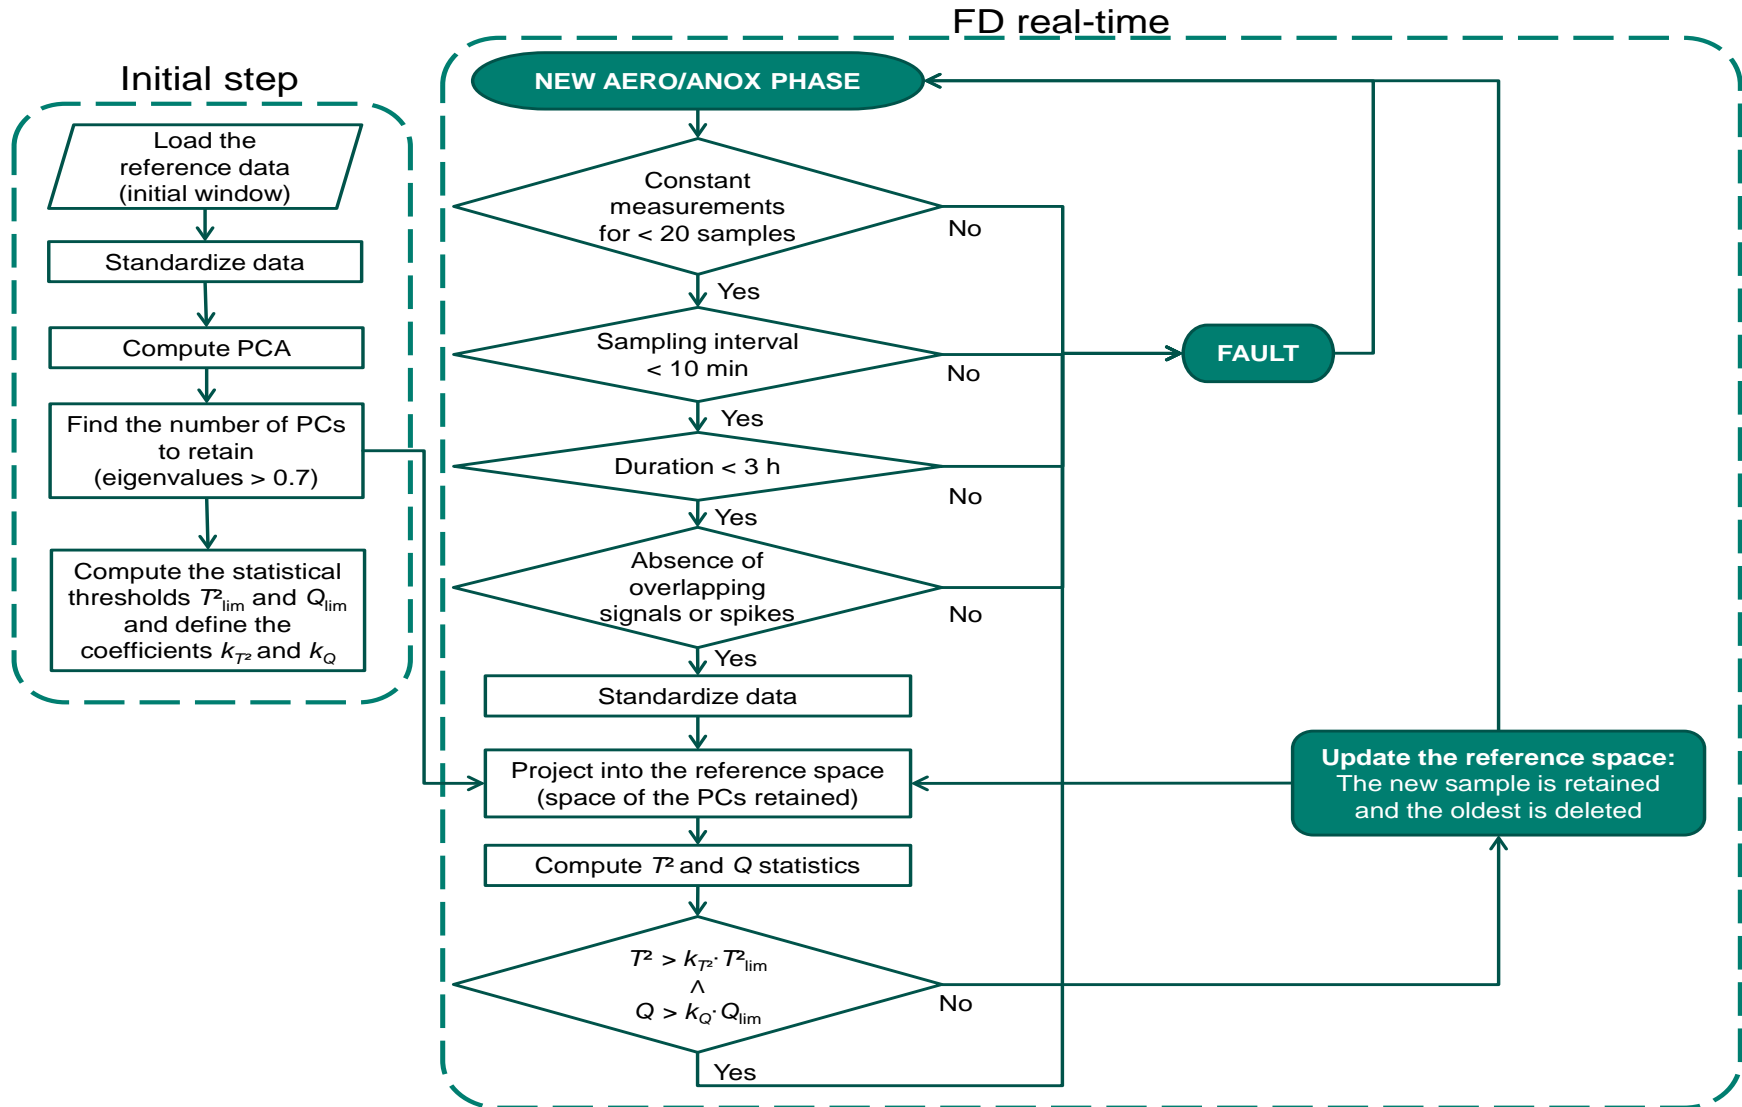 FD real-time
Initial step
Load the
reference data
(initial window)
Standardize data
Compute PCA
Find the number of PCs
to retain
(eigenvalues > 0.7)
Compute the statistical
thresholds T²lim and Qlim
and define the
coefficients kT² and kQ
NEW AERO/ANOX PHASE
Constant
measurements
for < 20 samples
No
Yes
Sampling interval
< 10 min
No
Yes
FAULT
Duration < 3 h
No
Yes
Absence of
overlapping
signals or spikes
No
Yes
Standardize data
Project into the reference space
(space of the PCs retained)
Update the reference space:
The new sample is retained
and the oldest is deleted
Compute T² and Q statistics
T² > kT²· T²lim
^
Q > kQ· Qlim
No
Yes